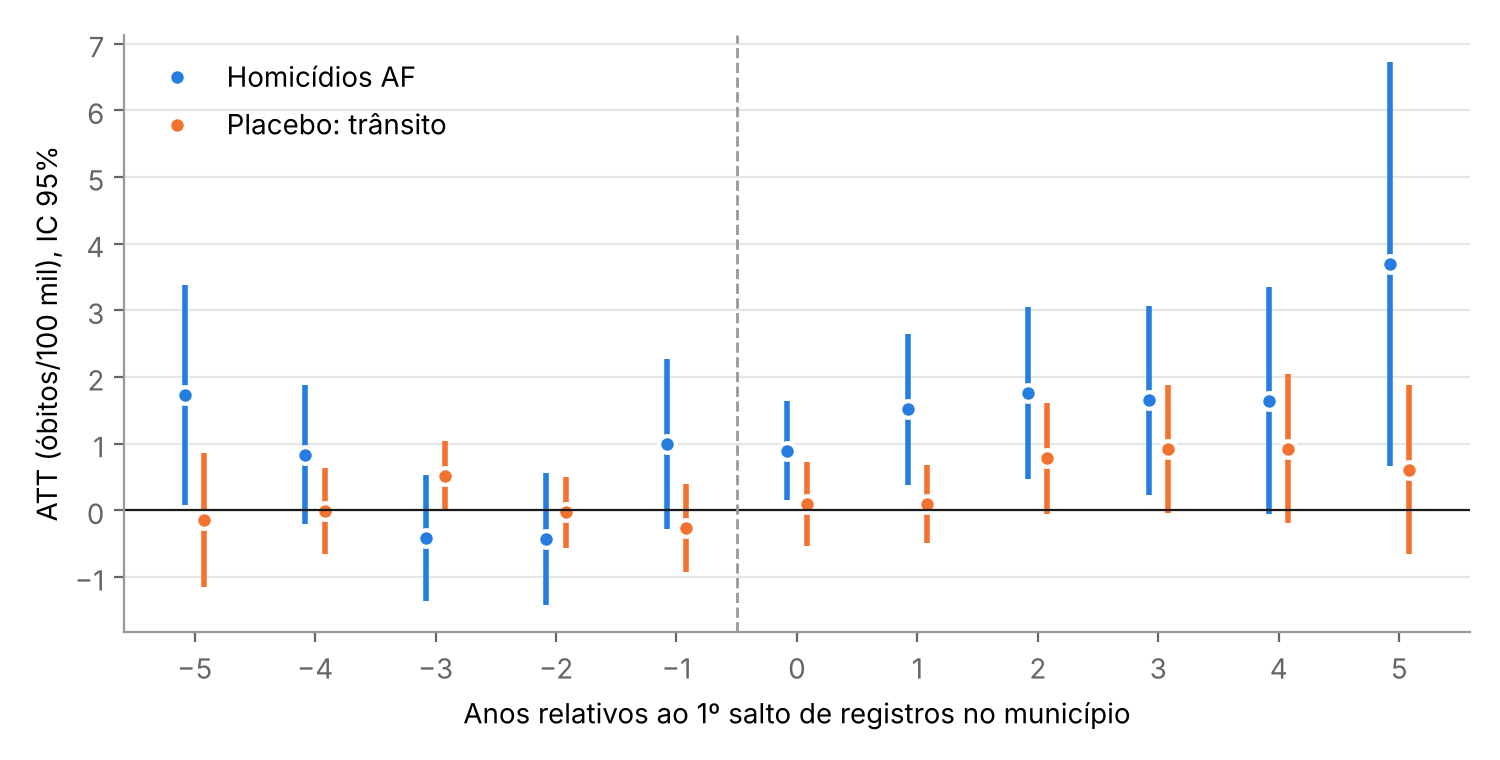 7
6
5
4
3
2
1
0
−1
ATT (óbitos/100 mil), IC 95%
Homicídios AF
Placebo: trânsito
−5 −4 −3 −2 −1 0 1 2 3 4 5
Anos relativos ao 1º salto de registros no município